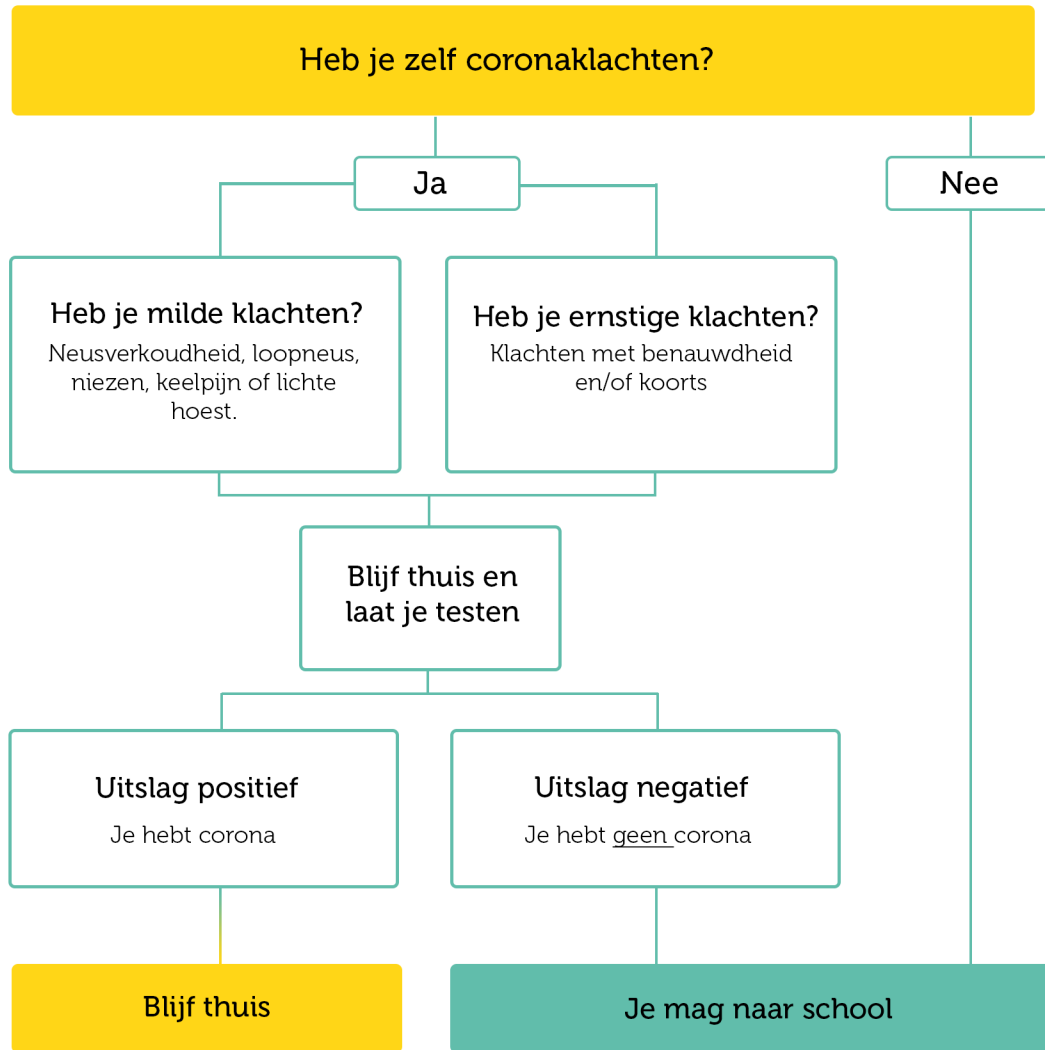 Heb je zelf coronaklachten?
Ja
Nee
Heb je milde klachten?
Neusverkoudheid, loopneus,
niezen, keelpijn of lichte
hoest.
Heb je ernstige klachten?
Klachten met benauwdheid
en/of koorts
Blijf thuis en
laat je testen
Uitslag positief
Je hebt corona
Uitslag negatief
Je hebt geen corona
Blijf thuis
Je mag naar school